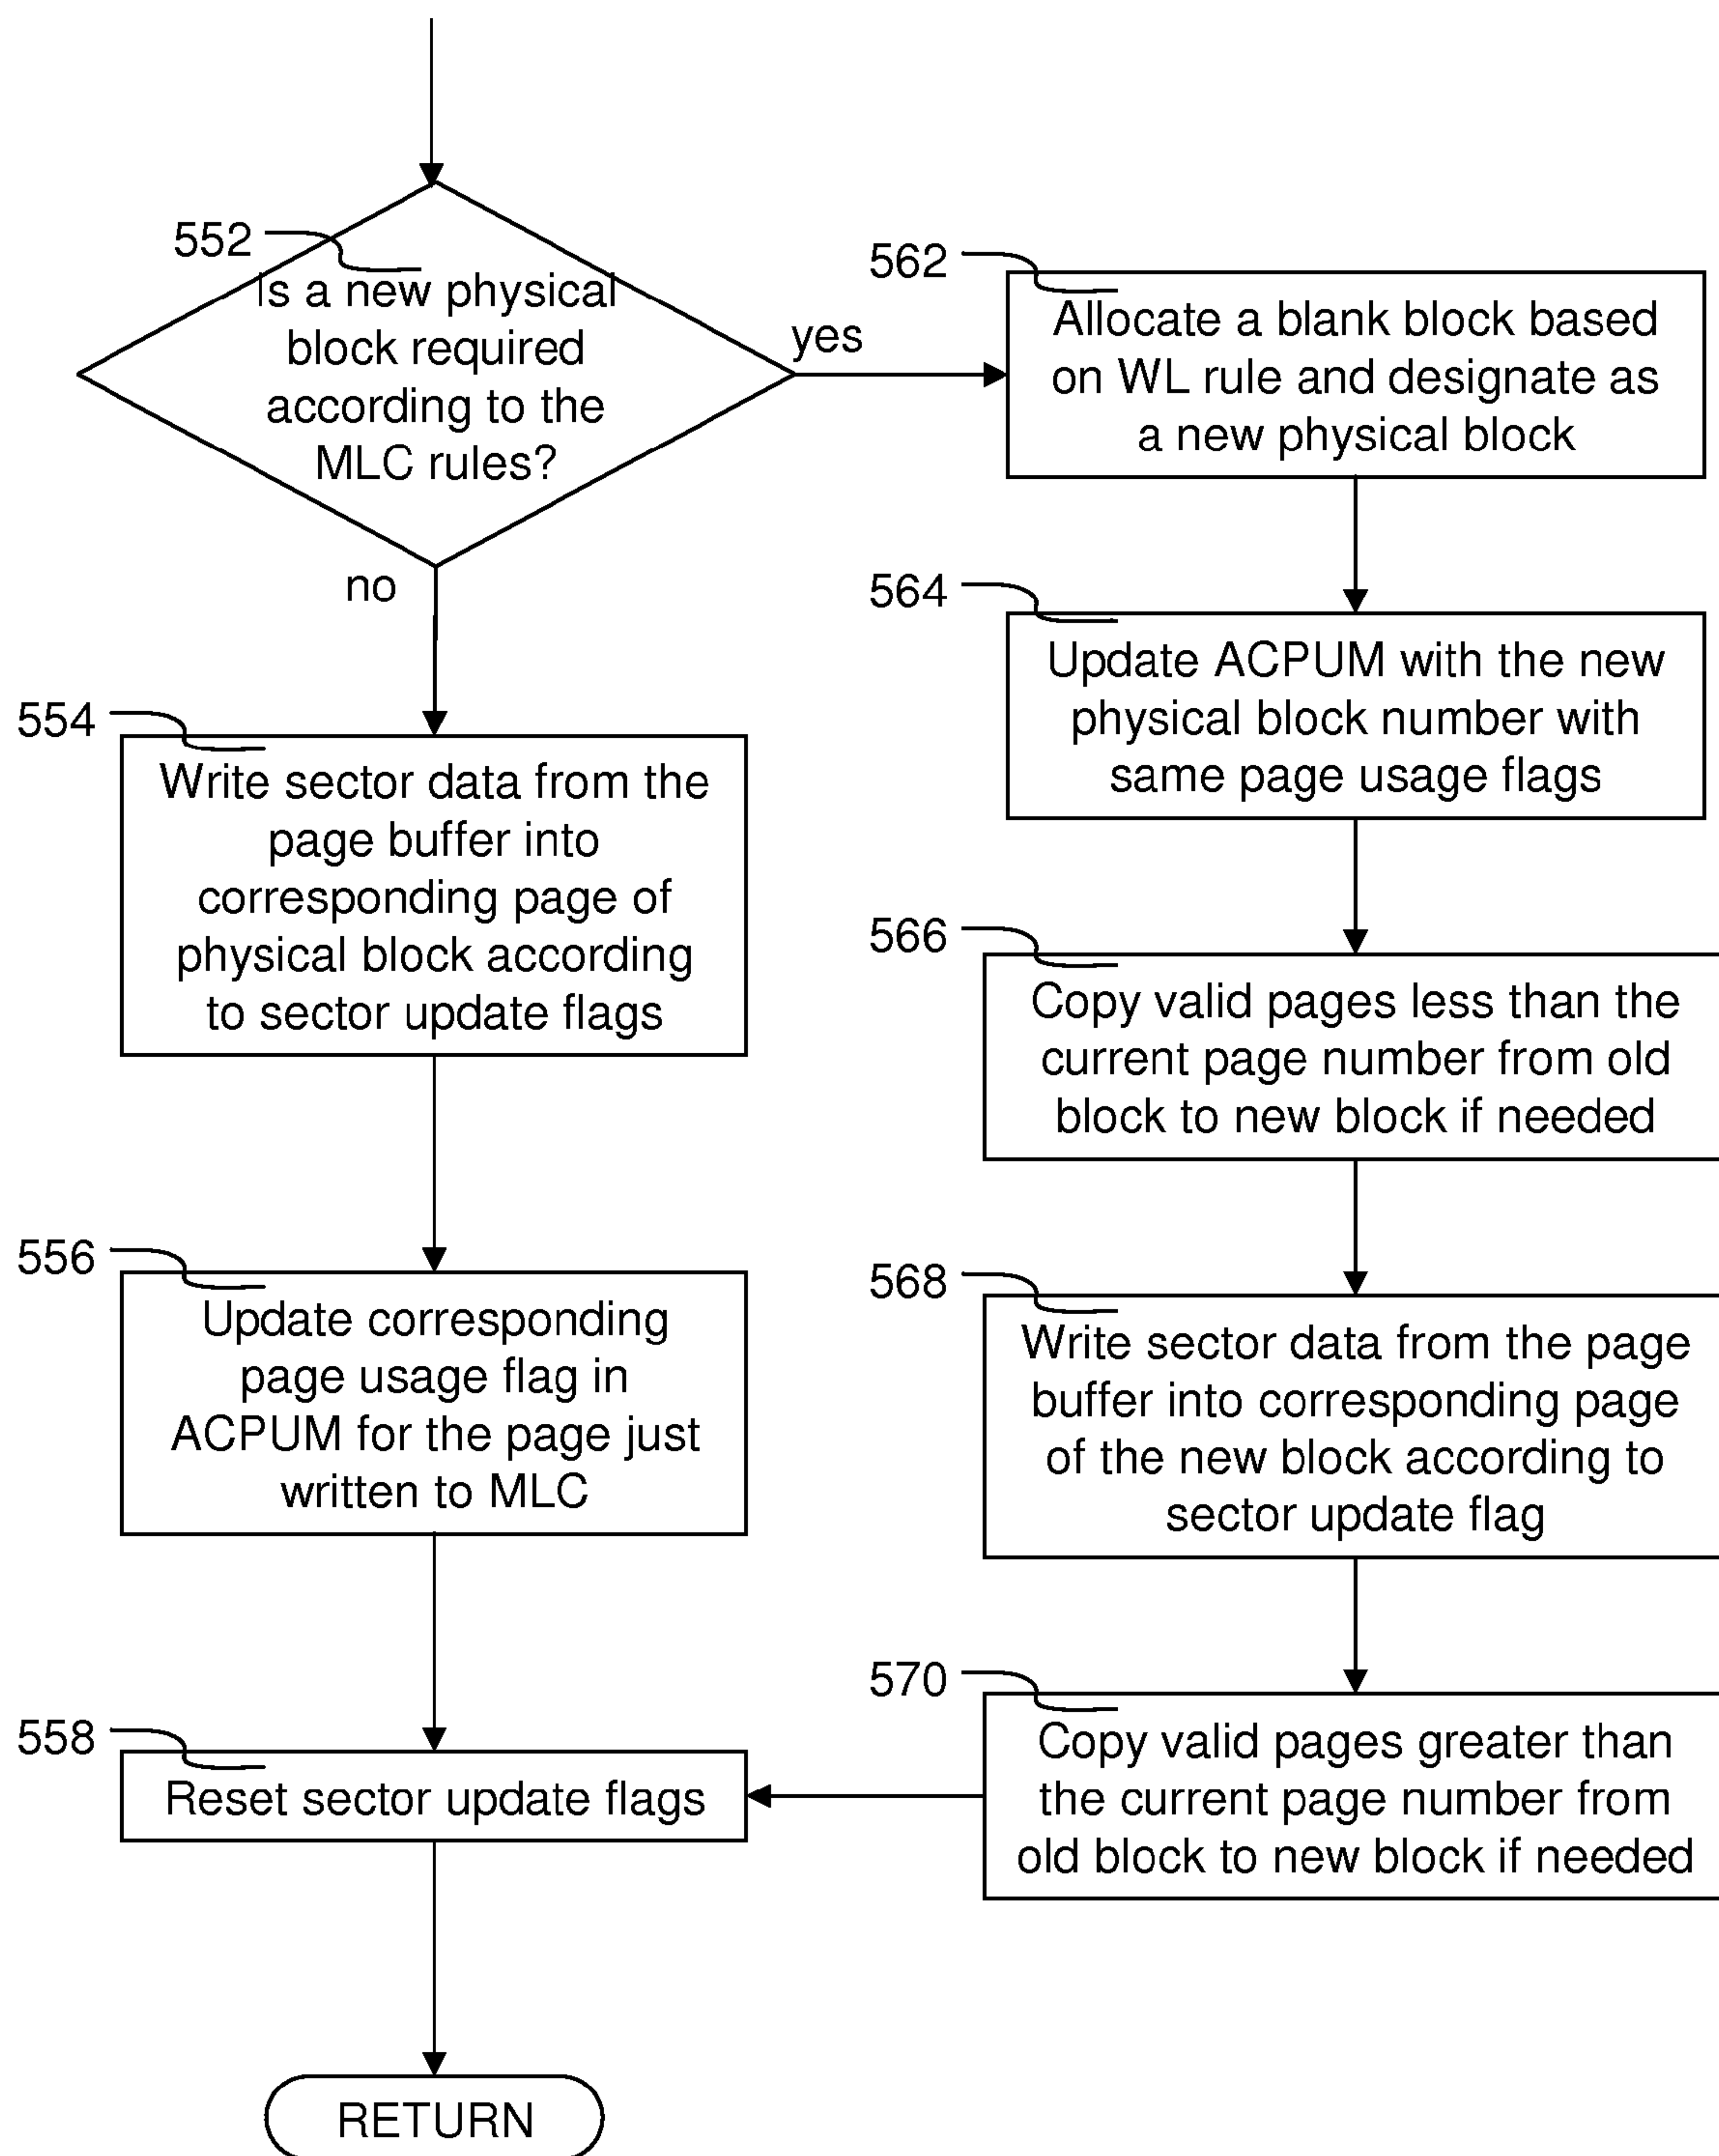 552
Is a new physical
block required
according to the
MLC rules?
yes
no
562
Allocate a blank block based
on WL rule and designate as
a new physical block
564
Update ACPUM with the new
physical block number with
same page usage flags
554
Write sector data from the
page buffer into
corresponding page of
physical block according
to sector update flags
566
Copy valid pages less than the
current page number from old
block to new block if needed
556
Update corresponding
page usage flag in
ACPUM for the page just
written to MLC
568
Write sector data from the page
buffer into corresponding page
of the new block according to
sector update flag
558
Reset sector update flags
570
Copy valid pages greater than
the current page number from
old block to new block if needed
RETURN